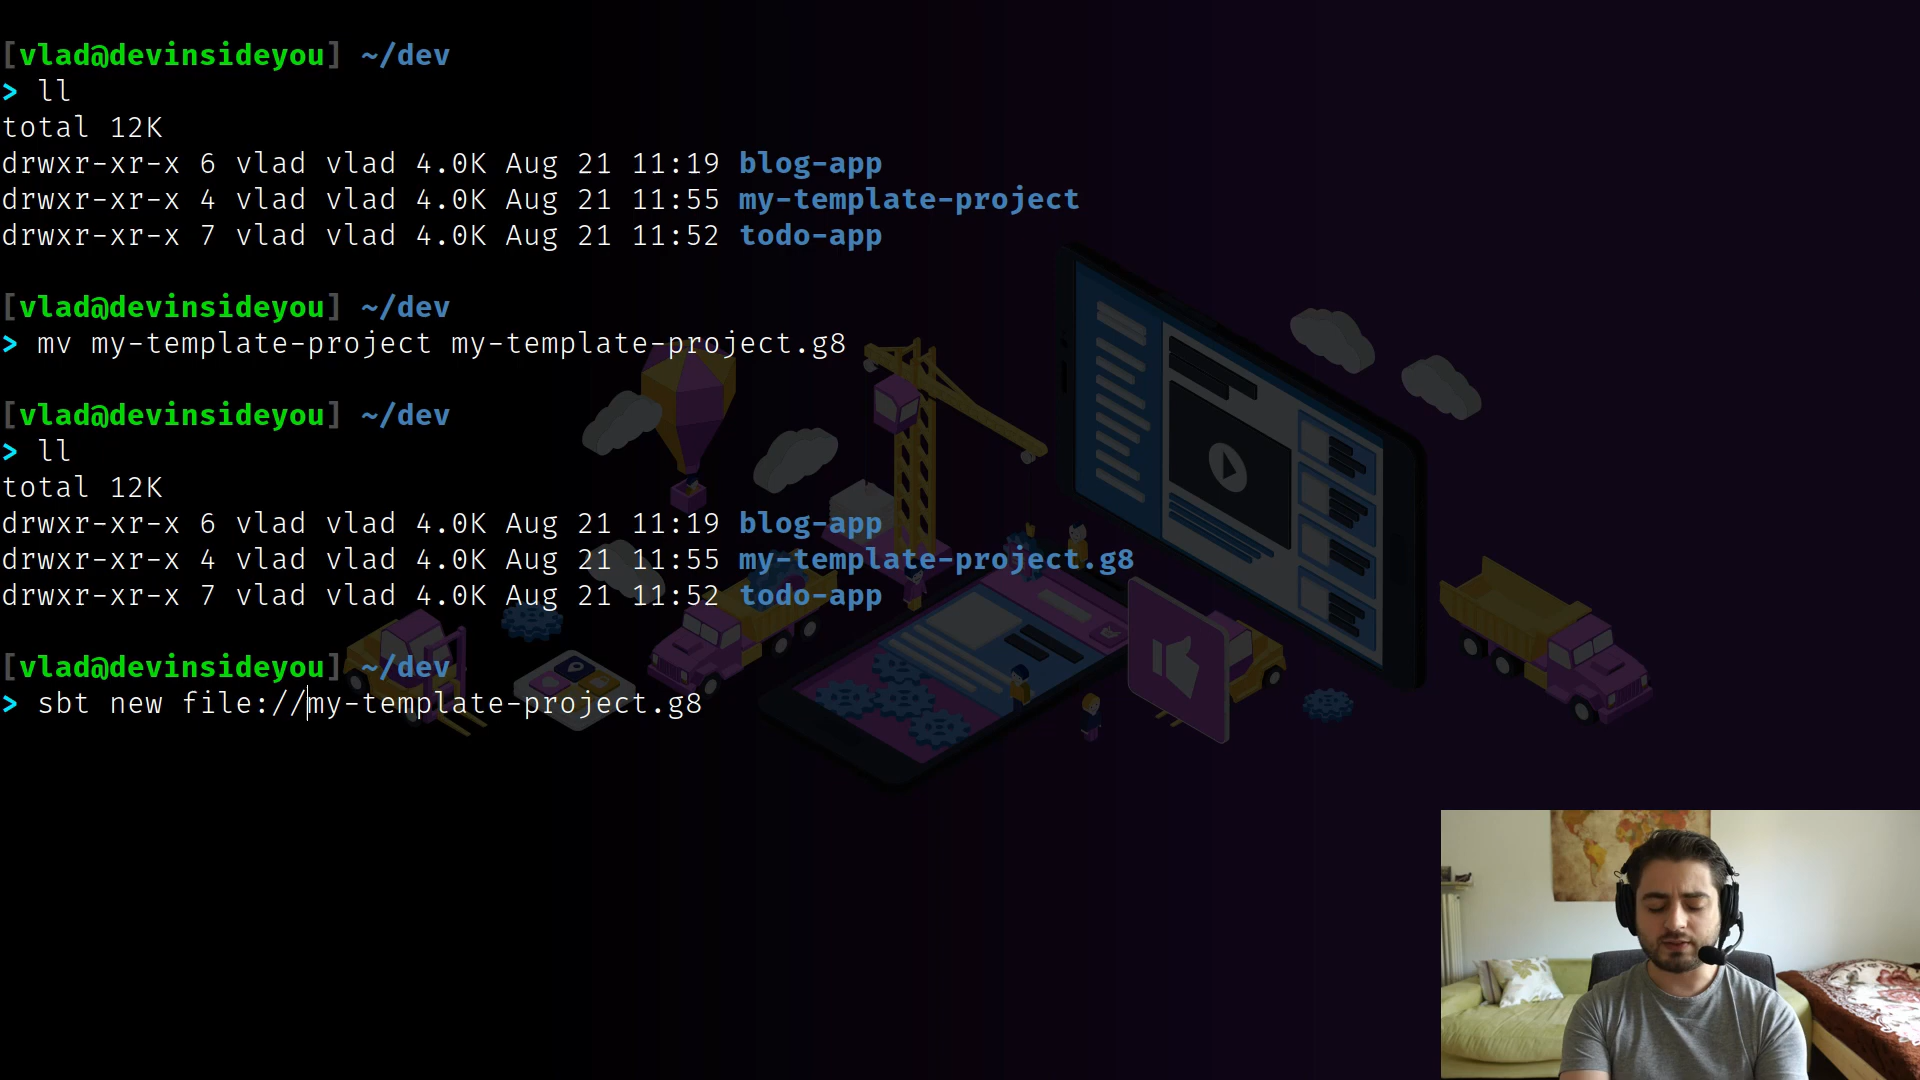 [vlad@devinsideyou] ~/dev
> ll
total 12K
drwxr-xr-x 6 vlad vlad 4.0K Aug 21 11:19 blog-app
drwxr-xr-x 4 vlad vlad 4.0K Aug 21 11:55 my-template-project
drwxr-xr-x 7 vlad vlad 4.0K Aug 21 11:52 todo-app
[vlad@devinsideyou] ~/dev
> mv my-template-project my-template-project.g8
[vlad@devinsideyou] ~/dev
> ll
total 12K
drwxr-xr-x 6 vlad vlad 4.0K Aug 21 11:19 blog-app
drwxr-xr-x 4 vlad vlad 4.0K Aug 21 11:55 my-template-project.g8
drwxr-xr-x 7 vlad vlad 4.0K Aug 21 11:52 todo-app
[vlad@devinsideyou] ~/dev
> sbt new file://my-template-project.g8